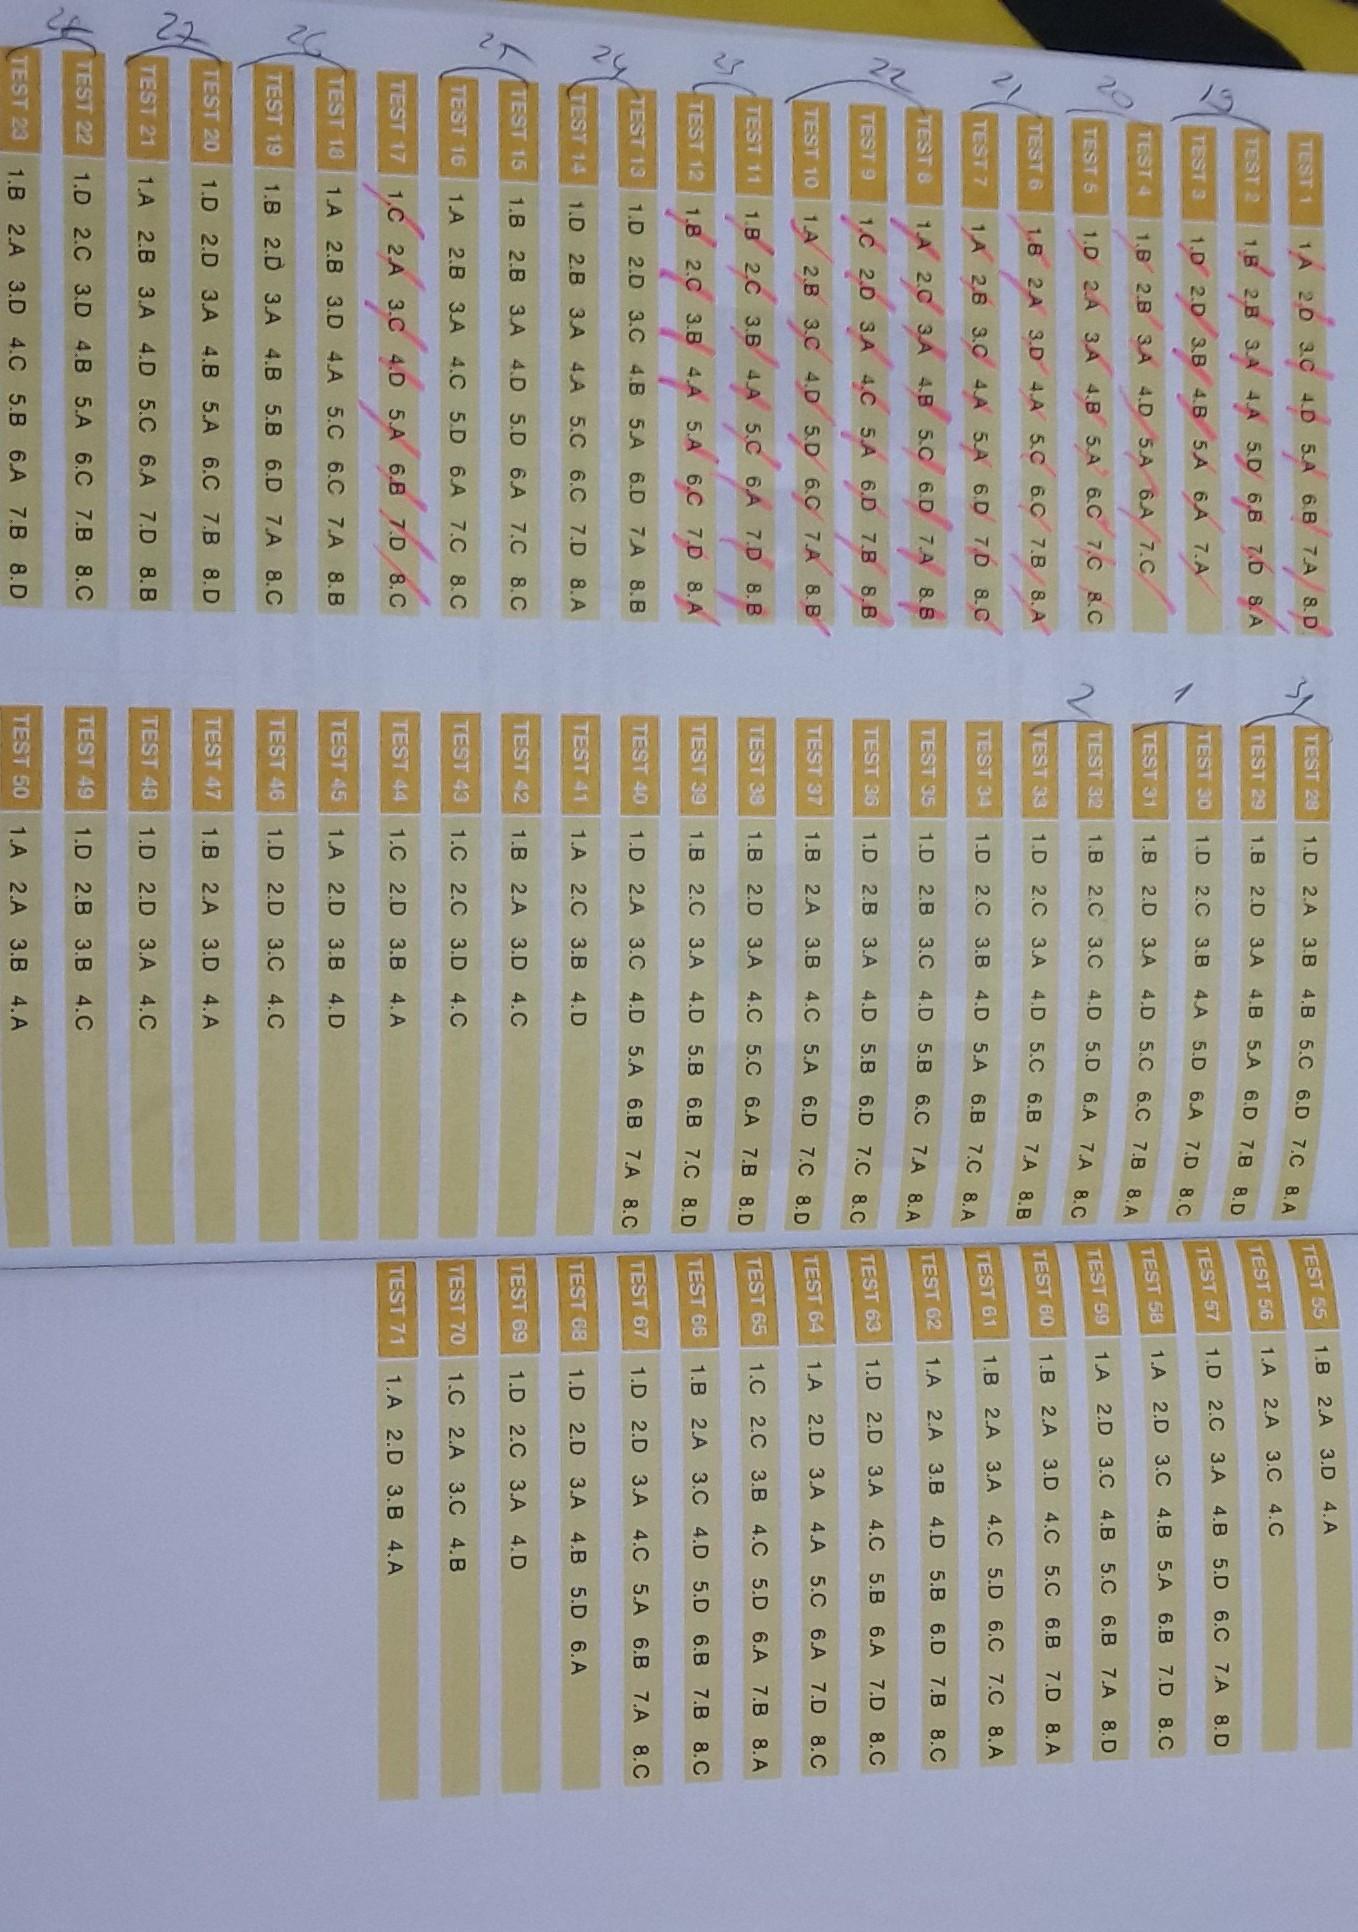 TEST 1 1.A 2.D 3.C 4.D 5.A 6.B 7.A 8.D
19
TEST 2 1.B 2.B 3.A 4.A 5.D 6.B 7.D 8.A
TEST 3 1.D 2.D 3.B 4.B 5.A 6.A 7.A
20
TEST 4 1.B 2.B 3.A 4.D 5.A 6.A 7.C
TEST 5 1.D 2.A 3.A 4.B 5.A 6.C 7.C 8.C
21
TEST 6 1.B 2.A 3.D 4.A 5.C 6.C 7.B 8.A
TEST 7 1.A 2.B 3.C 4.A 5.A 6.D 7.D 8.C
22
TEST 8 1.A 2.C 3.A 4.B 5.C 6.D 7.A 8.B
TEST 9 1.C 2.D 3.A 4.C 5.A 6.D 7.B 8.B
TEST 10 1.A 2.B 3.C 4.D 5.D 6.C 7.A 8.B
23
TEST 11 1.B 2.C 3.B 4.A 5.C 6.A 7.D 8.B
TEST 12 1.B 2.C 3.B 4.A 5.A 6.C 7.D 8.A
24
TEST 13 1.D 2.D 3.C 4.B 5.A 6.D 7.A 8.B
TEST 14 1.D 2.B 3.A 4.A 5.C 6.C 7.D 8.A
25
TEST 15 1.B 2.B 3.A 4.D 5.D 6.A 7.C 8.C
TEST 16 1.A 2.B 3.A 4.C 5.D 6.A 7.C 8.C
TEST 17 1.C 2.A 3.C 4.D 5.A 6.B 7.D 8.C
26
TEST 18 1.A 2.B 3.D 4.A 5.C 6.C 7.A 8.B
TEST 19 1.B 2.D 3.A 4.B 5.B 6.D 7.A 8.C
27
TEST 20 1.D 2.D 3.A 4.B 5.A 6.C 7.B 8.D
TEST 21 1.A 2.B 3.A 4.D 5.C 6.A 7.D 8.B
28
TEST 22 1.D 2.C 3.D 4.B 5.A 6.C 7.B 8.C
TEST 23 1.B 2.A 3.D 4.C 5.B 6.A 7.B 8.D
31
TEST 28 1.D 2.A 3.B 4.B 5.C 6.D 7.C 8.A
TEST 29 1.B 2.D 3.A 4.B 5.A 6.D 7.B 8.D
1
TEST 30 1.D 2.C 3.B 4.A 5.D 6.A 7.D 8.C
TEST 31 1.B 2.D 3.A 4.D 5.C 6.C 7.B 8.A
2
TEST 32 1.B 2.C 3.C 4.D 5.D 6.A 7.A 8.C
TEST 33 1.D 2.C 3.A 4.D 5.C 6.B 7.A 8.B
TEST 34 1.D 2.C 3.B 4.D 5.A 6.B 7.C 8.A
TEST 35 1.D 2.B 3.C 4.D 5.B 6.C 7.A 8.A
TEST 36 1.D 2.B 3.A 4.D 5.B 6.D 7.C 8.C
TEST 37 1.B 2.A 3.B 4.C 5.A 6.D 7.C 8.D
TEST 38 1.B 2.D 3.A 4.C 5.C 6.A 7.B 8.D
TEST 39 1.B 2.C 3.A 4.D 5.B 6.B 7.C 8.D
TEST 40 1.D 2.A 3.C 4.D 5.A 6.B 7.A 8.C
TEST 41 1.A 2.C 3.B 4.D
TEST 42 1.B 2.A 3.D 4.C
TEST 43 1.C 2.C 3.D 4.C
TEST 44 1.C 2.D 3.B 4.A
TEST 45 1.A 2.D 3.B 4.D
TEST 46 1.D 2.D 3.C 4.C
TEST 47 1.B 2.A 3.D 4.A
TEST 48 1.D 2.D 3.A 4.C
TEST 49 1.D 2.B 3.B 4.C
TEST 50 1.A 2.A 3.B 4.A
TEST 55 1.B 2.A 3.D 4.A
TEST 56 1.A 2.A 3.C 4.C
TEST 57 1.D 2.C 3.A 4.B 5.D 6.C 7.A 8.D
TEST 58 1.A 2.D 3.C 4.B 5.A 6.B 7.D 8.C
TEST 59 1.A 2.D 3.C 4.B 5.C 6.B 7.A 8.D
TEST 60 1.B 2.A 3.D 4.C 5.C 6.B 7.D 8.A
TEST 61 1.B 2.A 3.A 4.C 5.D 6.C 7.C 8.A
TEST 62 1.A 2.A 3.B 4.D 5.B 6.D 7.B 8.C
TEST 63 1.D 2.D 3.A 4.C 5.B 6.A 7.D 8.C
TEST 64 1.A 2.D 3.A 4.A 5.C 6.A 7.D 8.C
TEST 65 1.C 2.C 3.B 4.C 5.D 6.A 7.B 8.A
TEST 66 1.B 2.A 3.C 4.D 5.D 6.B 7.B 8.C
TEST 67 1.D 2.D 3.A 4.C 5.A 6.B 7.A 8.C
TEST 68 1.D 2.D 3.A 4.B 5.D 6.A
TEST 69 1.D 2.C 3.A 4.D
TEST 70 1.C 2.A 3.C 4.B
TEST 71 1.A 2.D 3.B 4.A